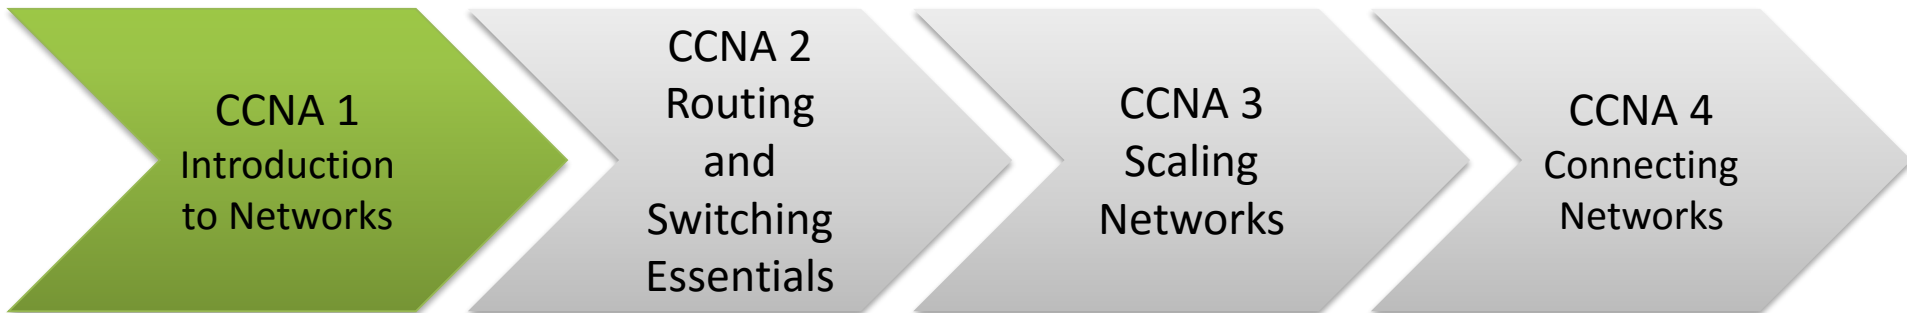 CCNA 1
Introduction
to Networks
CCNA 2
Routing
and
Switching
Essentials
CCNA 3
Scaling
Networks
CCNA 4
Connecting
Networks